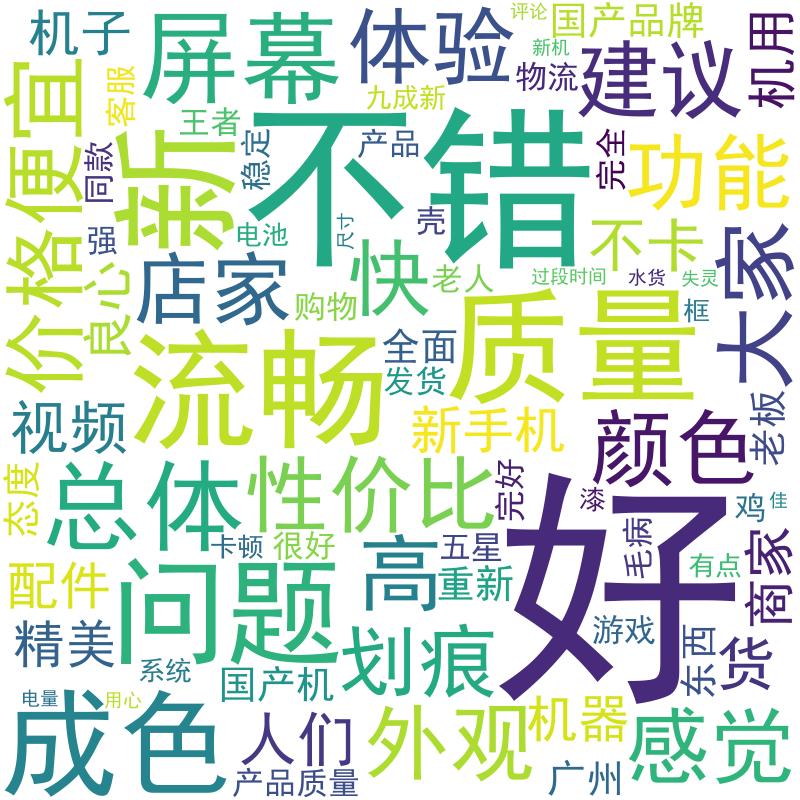 评论
国产品牌
机子
屏幕
体验
新机
建议
机用
物流
客服
九成新
价格便宜
王者
不错
新
稳定
产品
完全
功能
同款
强
电池
尺寸
壳
不卡
大家
店家
快
老人
过段时间
水货
失灵
良心
购物
质量
框
流畅
全面
发货
视频
新手机
颜色
老板
态度
总体
性价比
完好
好
漆
鸡
佳
卡顿
很好
高
五星
毛病
有点
商家
配件
问题
重新
精美
划痕
游戏
东西
货
系统
国产机
电量
用心
成色
人们
外观
机器
感觉
产品质量
广州